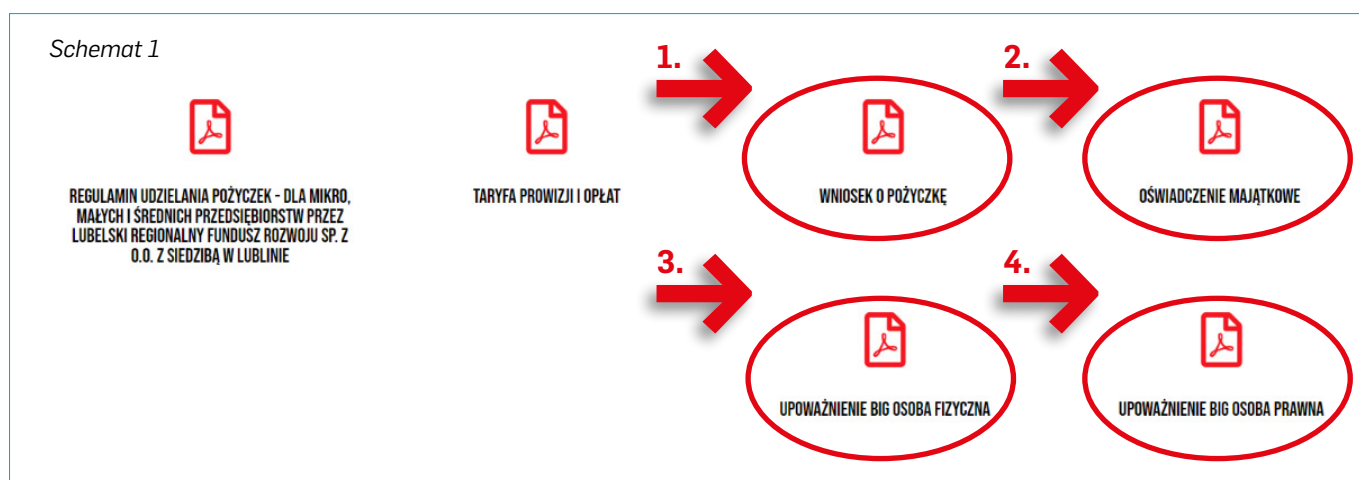 Schemat 1
REGULAMIN UDZIELANIA POŻYCZEK - DLA MIKRO,
MAŁYCH I ŚREDNICH PRZEDSIĘBIORSTW PRZEZ
LUBELSKI REGIONALNY FUNDUSZ ROZWOJU SP. Z
O.O. Z SIEDZIBĄ W LUBLINIE
TARYFA PROWIZJI I OPŁAT
1.
WNIOSEK O POŻYCZKĘ
2.
OŚWIADCZENIE MAJĄTKOWE
3.
UPOWAŻNIENIE BIG OSOBA FIZYCZNA
4.
UPOWAŻNIENIE BIG OSOBA PRAWNA